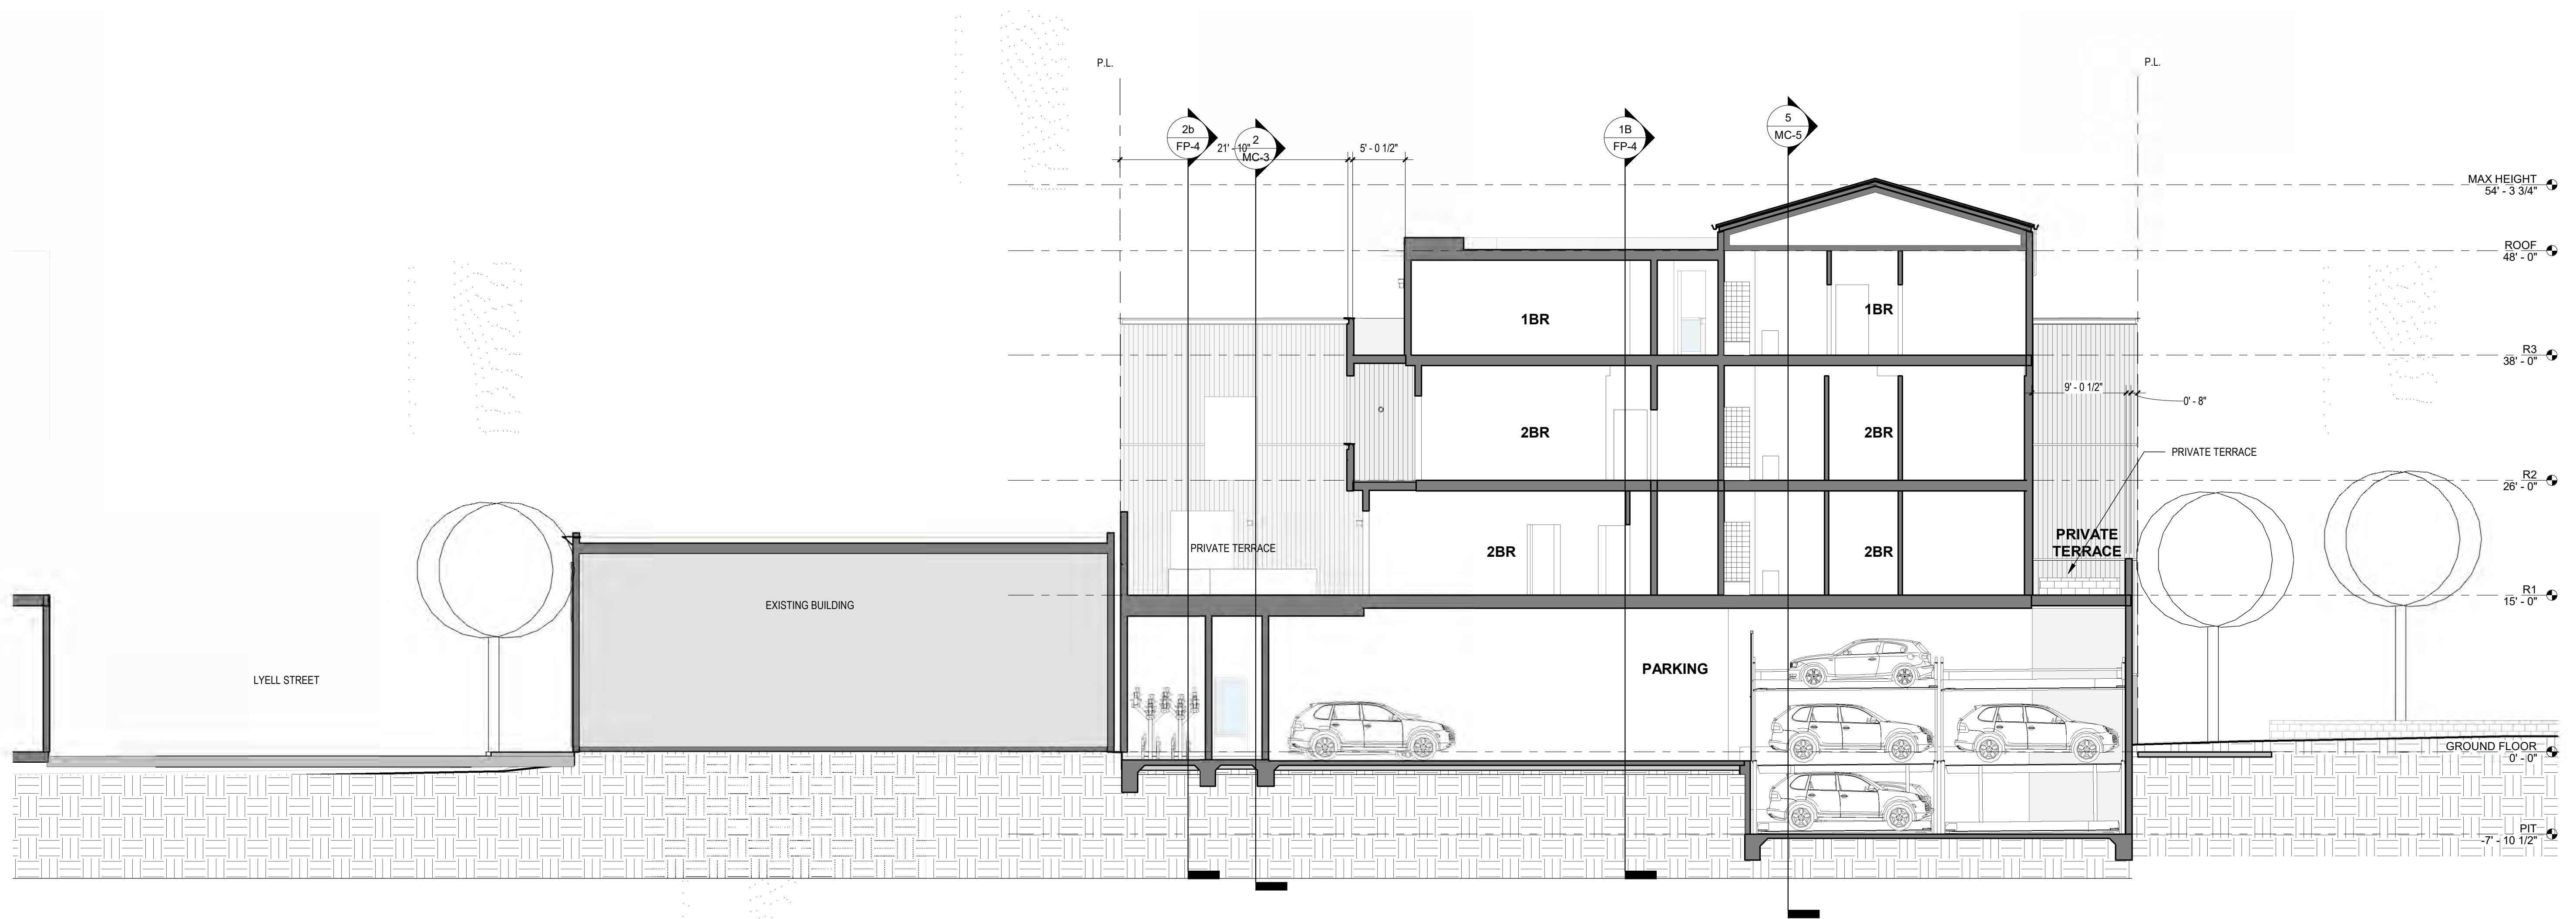 P.L.
P.L.
2b
FP-4
2
MC-3
1B
FP-4
5
MC-5
21' - 10"
5' - 0 1/2"
MAX HEIGHT
54' - 3 3/4"
ROOF
48' - 0"
1BR
1BR
R3
38' - 0"
9' - 0 1/2"
0' - 8"
2BR
2BR
PRIVATE TERRACE
R2
26' - 0"
PRIVATE
TERRACE
PRIVATE TERRACE
2BR
2BR
R1
15' - 0"
EXISTING BUILDING
LYELL STREET
PARKING
GROUND FLOOR
0' - 0"
PIT
-7' - 10 1/2"